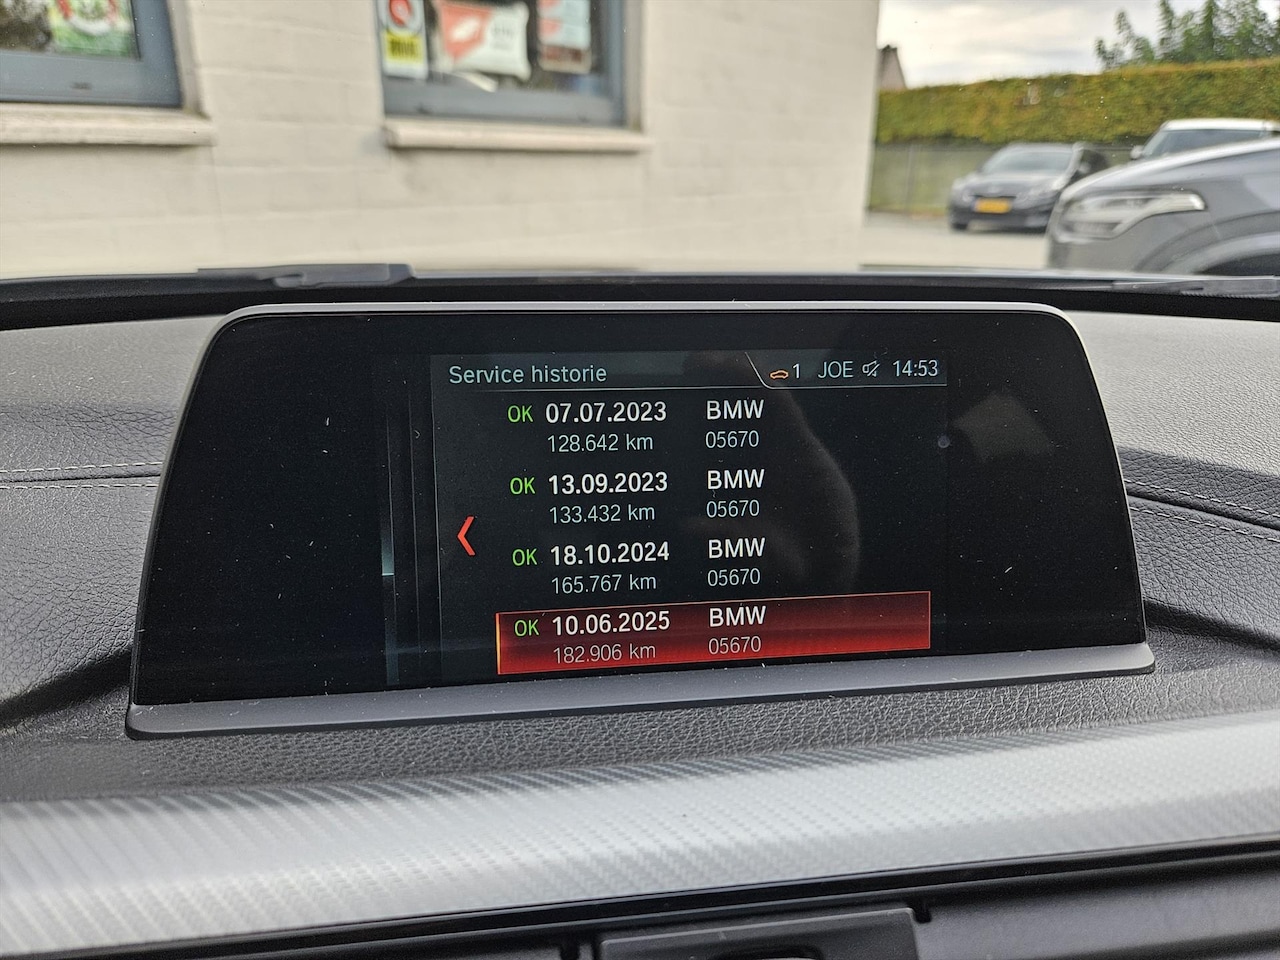 Service historie
1 JOE 14:53
OK 07.07.2023 BMW
128.642 km 05670
OK 13.09.2023 BMW
133.432 km 05670
OK 18.10.2024 BMW
165.767 km 05670
OK 10.06.2025 BMW
182.906 km 05670